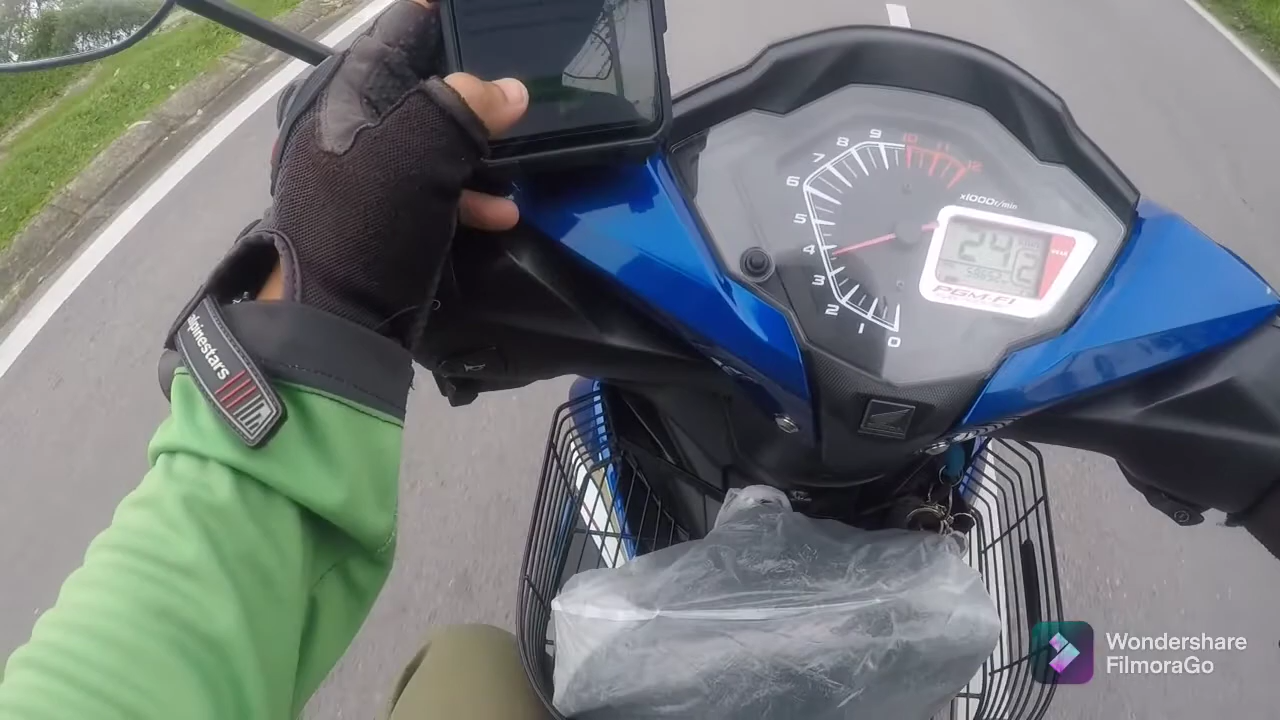 9
10
8
11
7
12
6
x1000r/min
5
4
24
3
2
PGM-FI
1
0
alpinestars
Wondershare
FilmoraGo